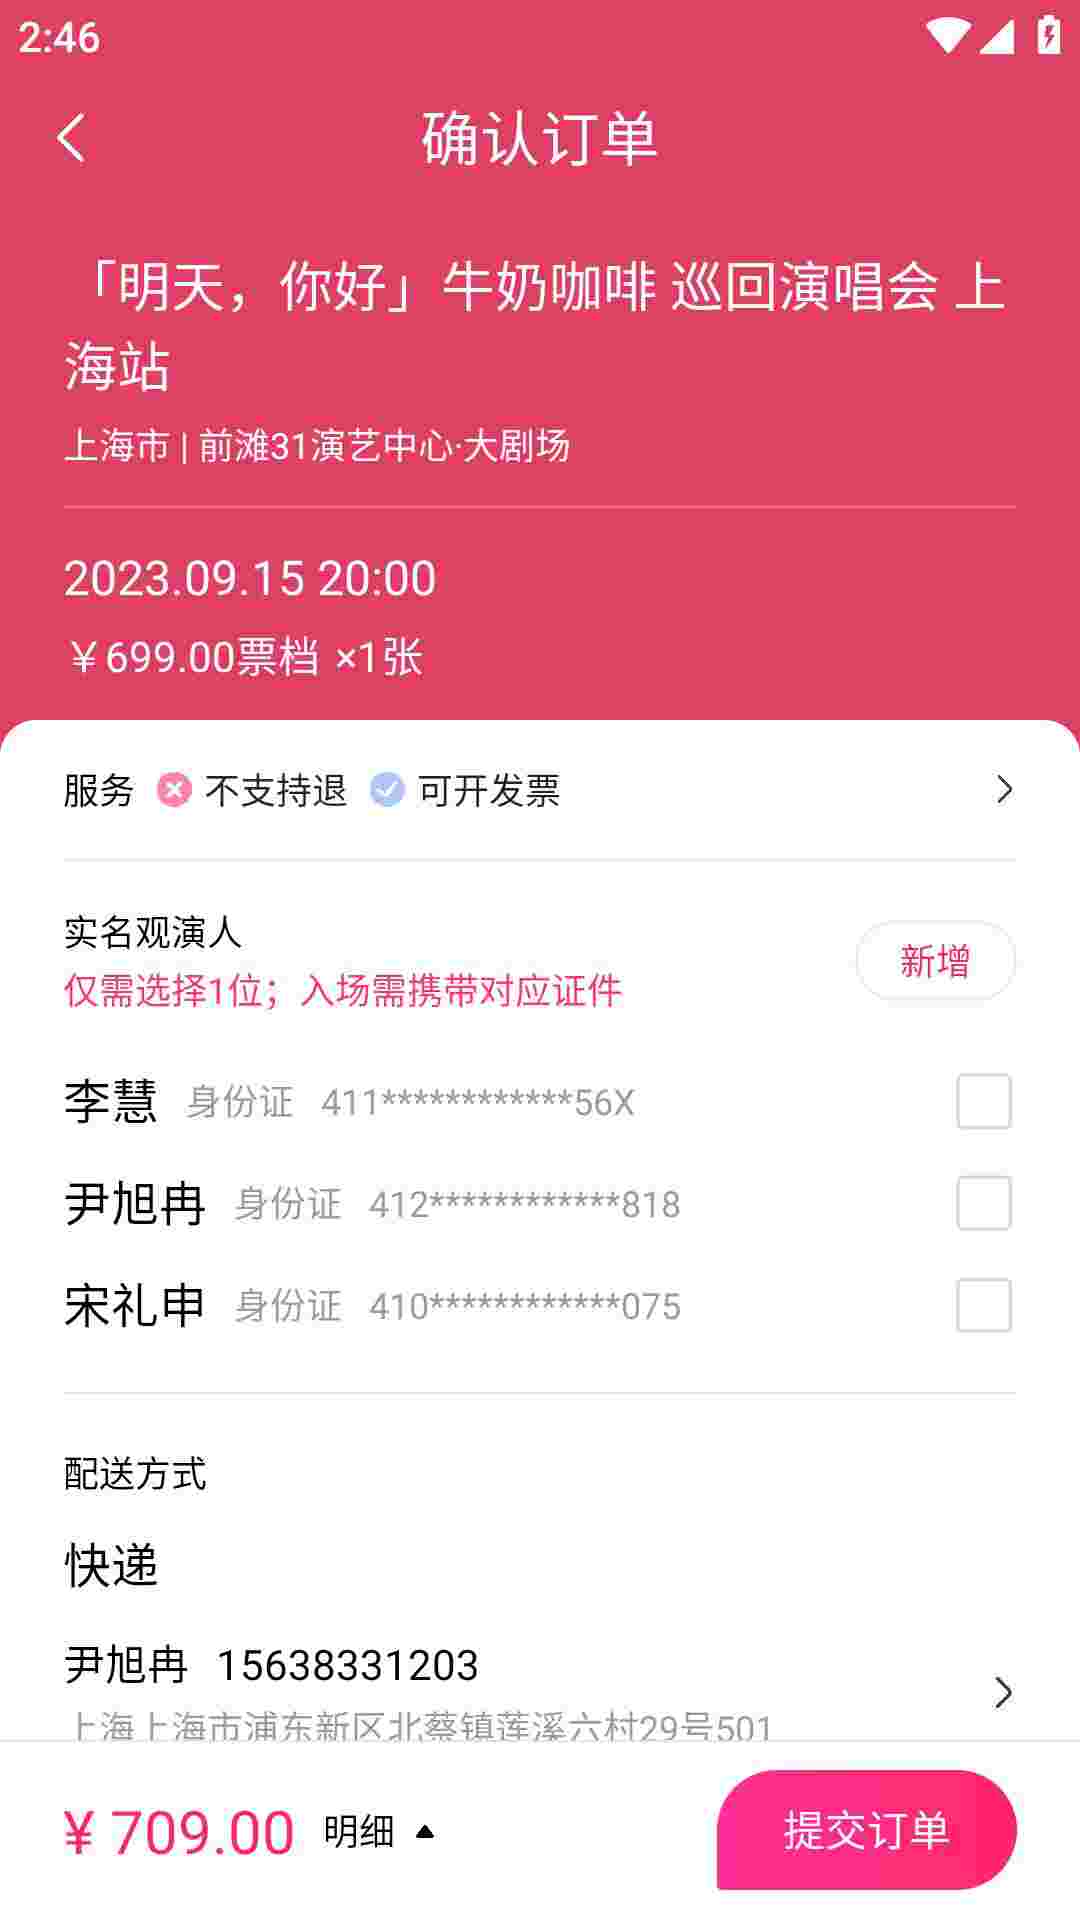 2:46
确认订单
「明天，你好」牛奶咖啡 巡回演唱会 上
海站
上海市 | 前滩31演艺中心·大剧场
2023.09.15 20:00
￥699.00票档 ×1张
服务 不支持退 可开发票
实名观演人
仅需选择1位；入场需携带对应证件
新增
李慧 身份证 411************56X
尹旭冉 身份证 412************818
宋礼申 身份证 410************075
配送方式
快递
尹旭冉 15638331203
上海上海市浦东新区北蔡镇莲溪六村29号501
¥ 709.00 明细
提交订单